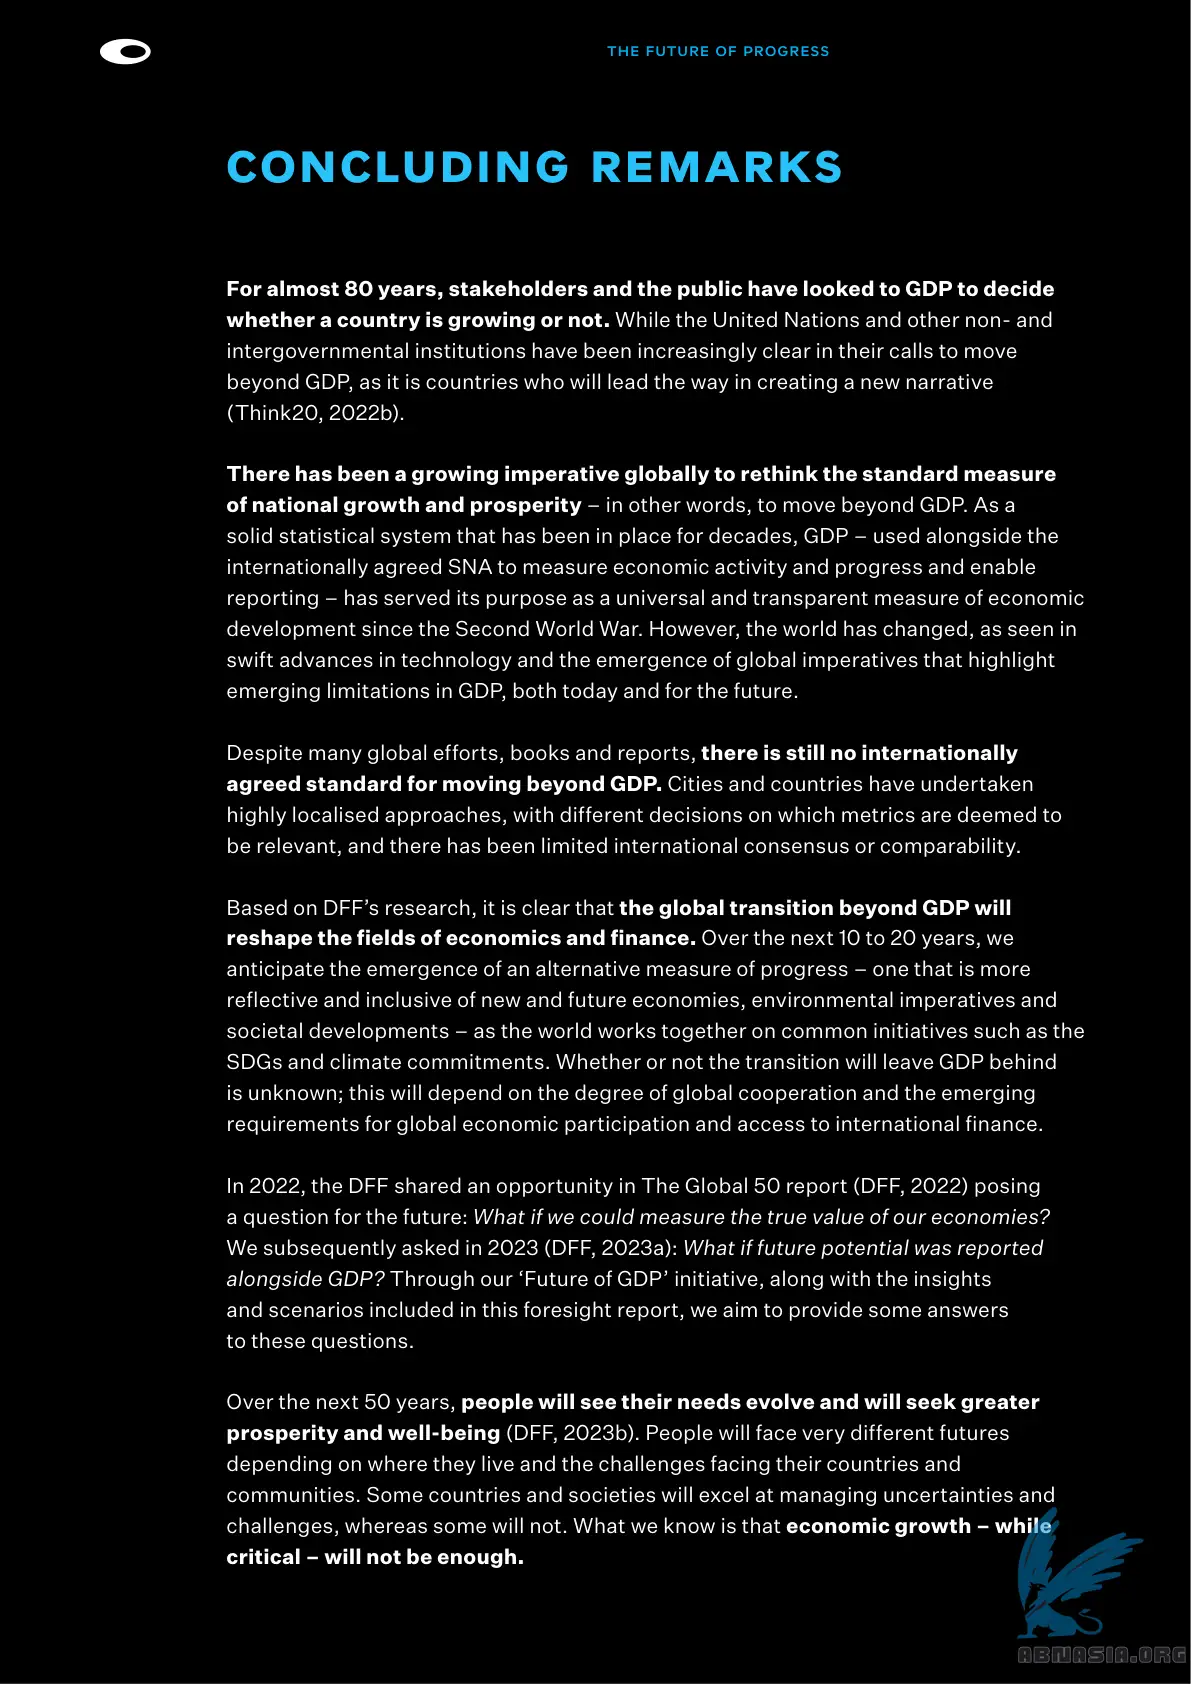 THE FUTURE OF PROGRESS
CONCLUDING REMARKS
For almost 80 years, stakeholders and the public have looked to GDP to decide
whether a country is growing or not. While the United Nations and other non- and
intergovernmental institutions have been increasingly clear in their calls to move
beyond GDP, as it is countries who will lead the way in creating a new narrative
(Think20, 2022b).
There has been a growing imperative globally to rethink the standard measure
of national growth and prosperity – in other words, to move beyond GDP. As a
solid statistical system that has been in place for decades, GDP – used alongside the
internationally agreed SNA to measure economic activity and progress and enable
reporting – has served its purpose as a universal and transparent measure of economic
development since the Second World War. However, the world has changed, as seen in
swift advances in technology and the emergence of global imperatives that highlight
emerging limitations in GDP, both today and for the future.
Despite many global efforts, books and reports, there is still no internationally
agreed standard for moving beyond GDP. Cities and countries have undertaken
highly localised approaches, with different decisions on which metrics are deemed to
be relevant, and there has been limited international consensus or comparability.
Based on DFF’s research, it is clear that the global transition beyond GDP will
reshape the fields of economics and finance. Over the next 10 to 20 years, we
anticipate the emergence of an alternative measure of progress – one that is more
reflective and inclusive of new and future economies, environmental imperatives and
societal developments – as the world works together on common initiatives such as the
SDGs and climate commitments. Whether or not the transition will leave GDP behind
is unknown; this will depend on the degree of global cooperation and the emerging
requirements for global economic participation and access to international finance.
In 2022, the DFF shared an opportunity in The Global 50 report (DFF, 2022) posing
a question for the future: What if we could measure the true value of our economies?
We subsequently asked in 2023 (DFF, 2023a): What if future potential was reported
alongside GDP? Through our ‘Future of GDP’ initiative, along with the insights
and scenarios included in this foresight report, we aim to provide some answers
to these questions.
Over the next 50 years, people will see their needs evolve and will seek greater
prosperity and well-being (DFF, 2023b). People will face very different futures
depending on where they live and the challenges facing their countries and
communities. Some countries and societies will excel at managing uncertainties and
challenges, whereas some will not. What we know is that economic growth – while
critical – will not be enough.
ABNASIA.ORG